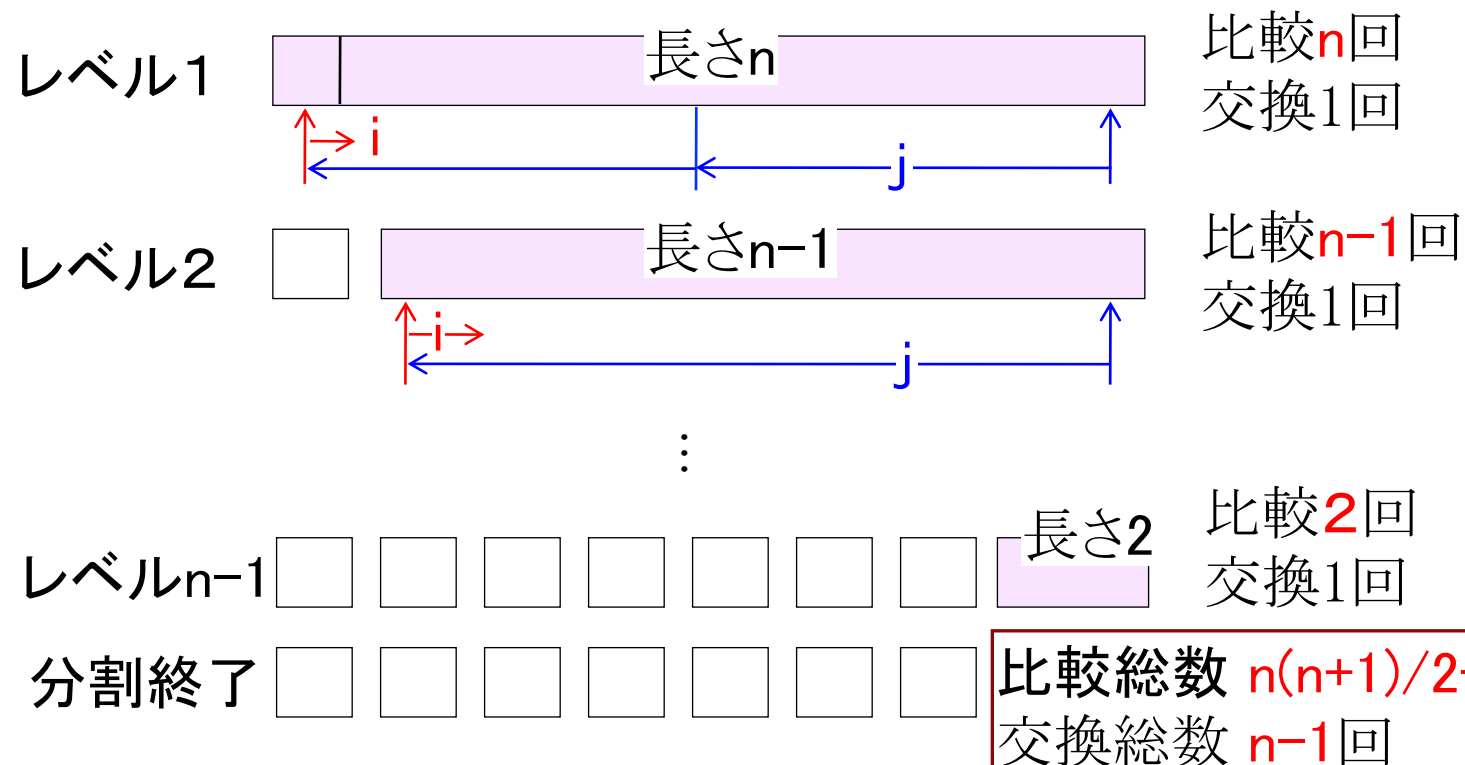 レベル1
長さn
比較n回
交換1回
i
j
レベル2
長さn-1
比較n-1回
交換1回
i
j
⋮
レベルn-1
長さ2
比較2回
交換1回
分割終了
比較総数 n(n+1)/2-
交換総数 n-1回